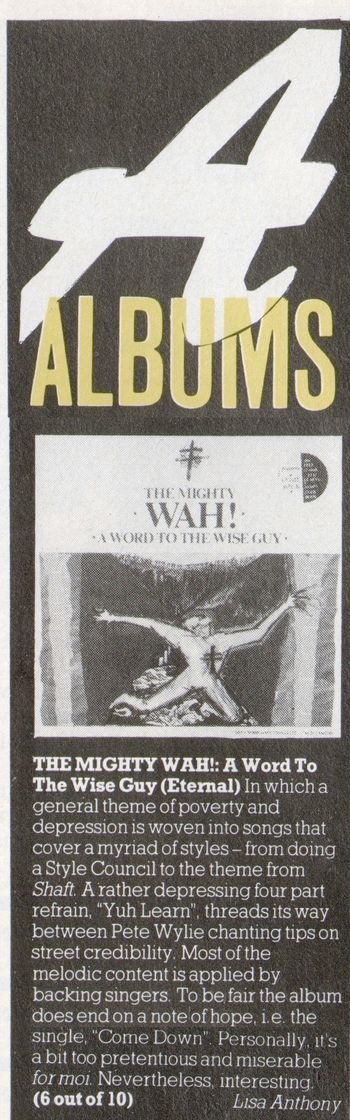 A
ALBUMS
THE MIGHTY
WAH!
· A WORD TO THE WISE GUY ·
THE MIGHTY WAH!: A Word To
The Wise Guy (Eternal) In which a
general theme of poverty and
depression is woven into songs that
cover a myriad of styles – from doing
a Style Council to the theme from
Shaft. A rather depressing four part
refrain, "Yuh Learn", threads its way
between Pete Wylie chanting tips on
street credibility. Most of the
melodic content is applied by
backing singers. To be fair the album
does end on a note of hope, i.e. the
single, "Come Down". Personally, it's
a bit too pretentious and miserable
for moi. Nevertheless, interesting.
(6 out of 10) Lisa Anthony